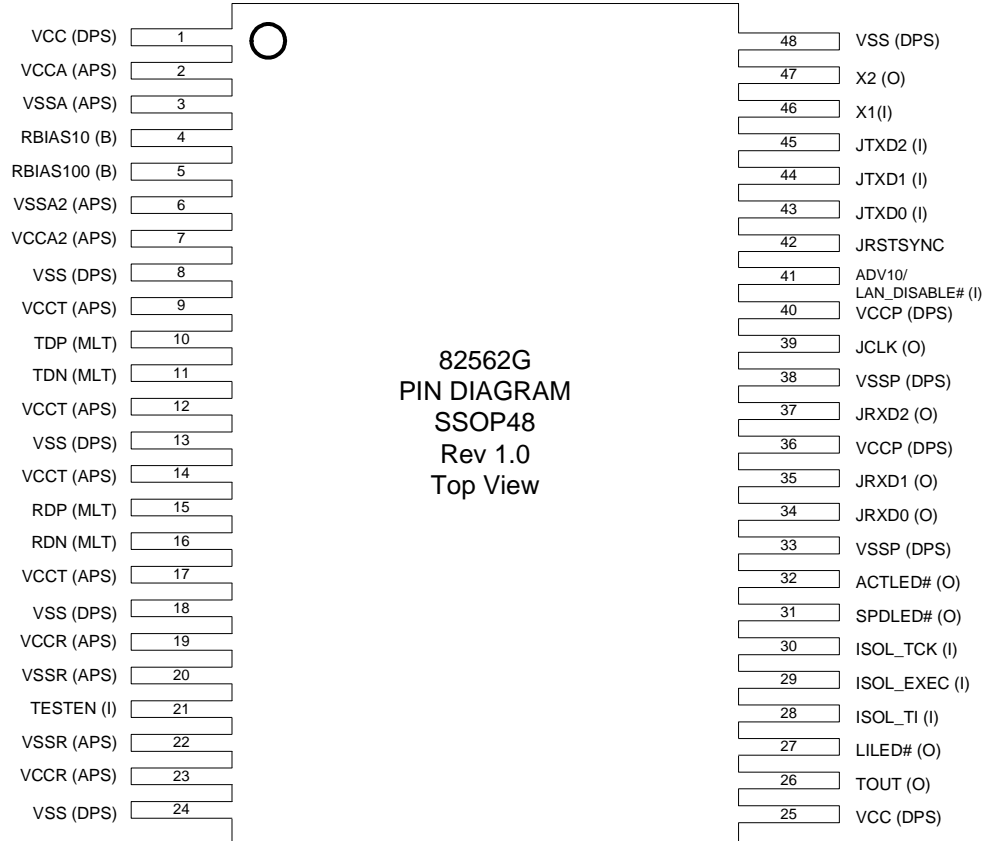 VCC (DPS) 1
VCCA (APS) 2
VSSA (APS) 3
RBIAS10 (B) 4
RBIAS100 (B) 5
VSSA2 (APS) 6
VCCA2 (APS) 7
VSS (DPS) 8
VCCT (APS) 9
TDP (MLT) 10
TDN (MLT) 11
VCCT (APS) 12
VSS (DPS) 13
VCCT (APS) 14
RDP (MLT) 15
RDN (MLT) 16
VCCT (APS) 17
VSS (DPS) 18
VCCR (APS) 19
VSSR (APS) 20
TESTEN (I) 21
VSSR (APS) 22
VCCR (APS) 23
VSS (DPS) 24
82562G
PIN DIAGRAM
SSOP48
Rev 1.0
Top View
48 VSS (DPS)
47 X2 (O)
46 X1(I)
45 JTXD2 (I)
44 JTXD1 (I)
43 JTXD0 (I)
42 JRSTSYNC
41 ADV10/
LAN_DISABLE# (I)
40 VCCP (DPS)
39 JCLK (O)
38 VSSP (DPS)
37 JRXD2 (O)
36 VCCP (DPS)
35 JRXD1 (O)
34 JRXD0 (O)
33 VSSP (DPS)
32 ACTLED# (O)
31 SPDLED# (O)
30 ISOL_TCK (I)
29 ISOL_EXEC (I)
28 ISOL_TI (I)
27 LILED# (O)
26 TOUT (O)
25 VCC (DPS)